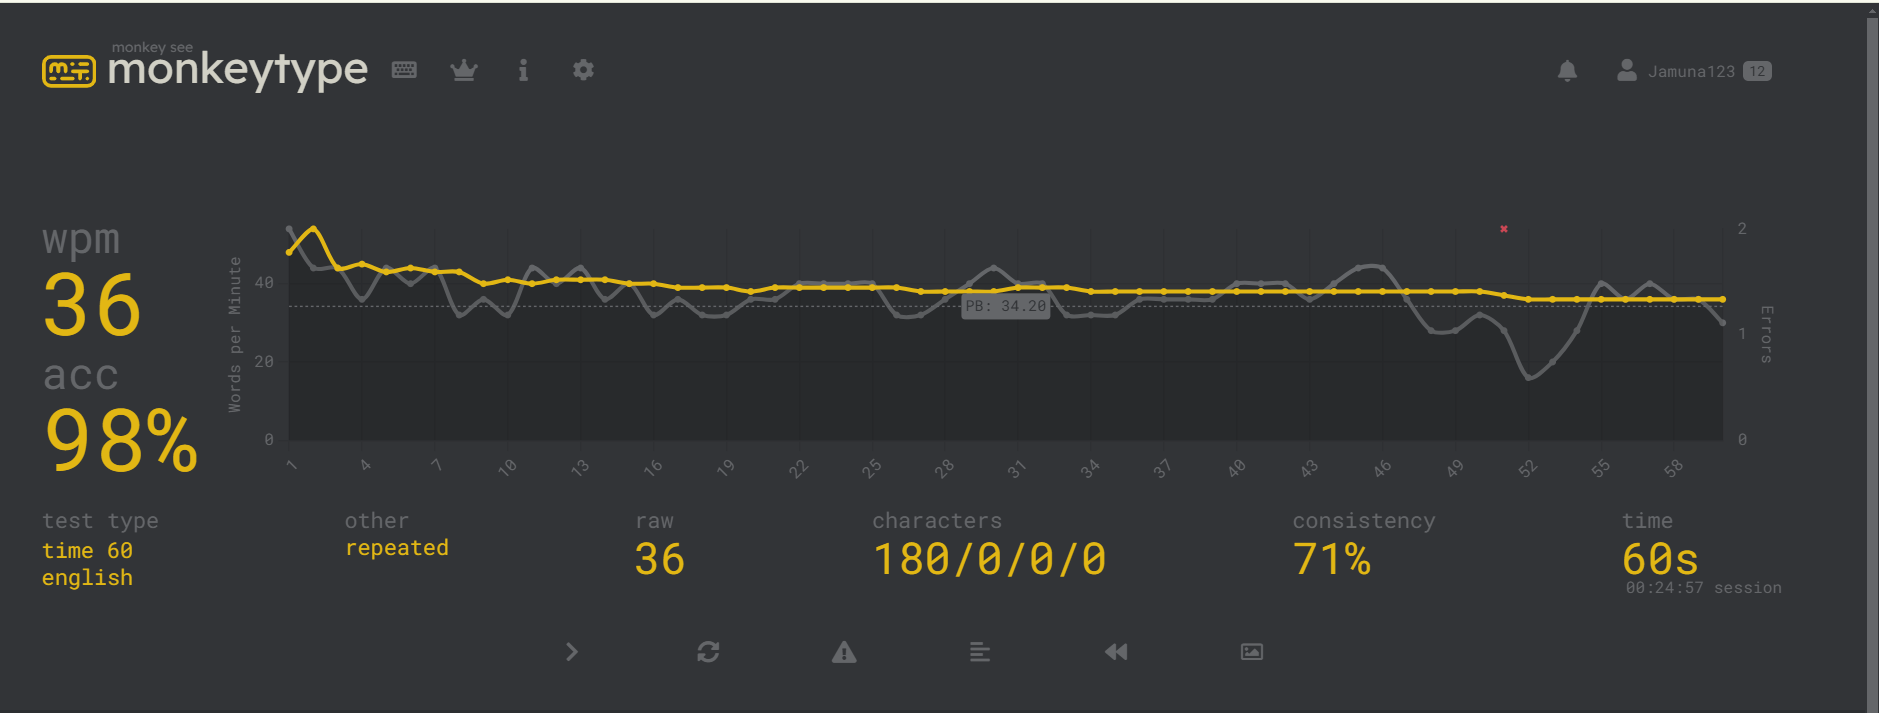 monkey see
monkeytype
Jamuna123 12
wpm
36
acc
98%
Words per Minute
40
20
0
PB: 34.20
2
1
0
Errors
1 4 7 10 13 16 19 22 25 28 31 34 37 40 43 46 49 52 55 58
test type
time 60
english
other
repeated
raw
36
characters
180/0/0/0
consistency
71%
time
60s
00:24:57 session